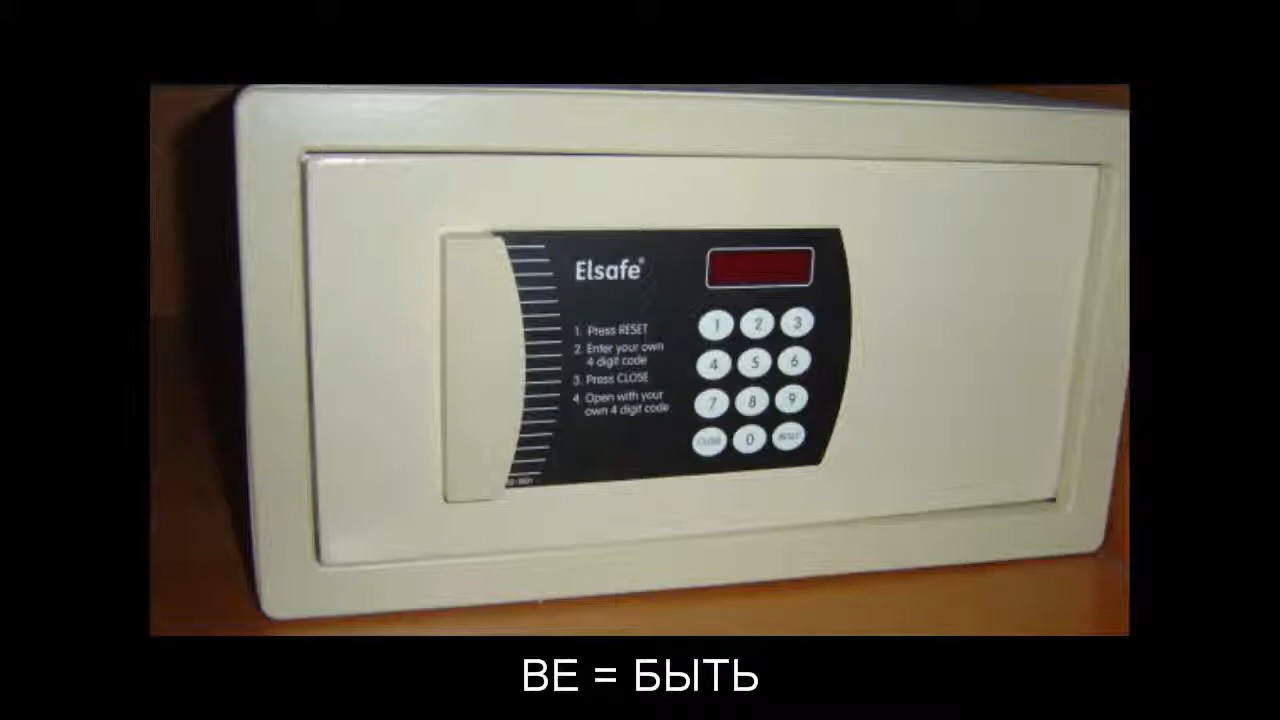 Elsafe®
1. Press RESET
2. Enter your own
4 digit code
3. Press CLOSE
4. Open with your
own 4 digit code
1 2 3
4 5 6
7 8 9
CLOSE 0 RESET
BE = БЫТЬ